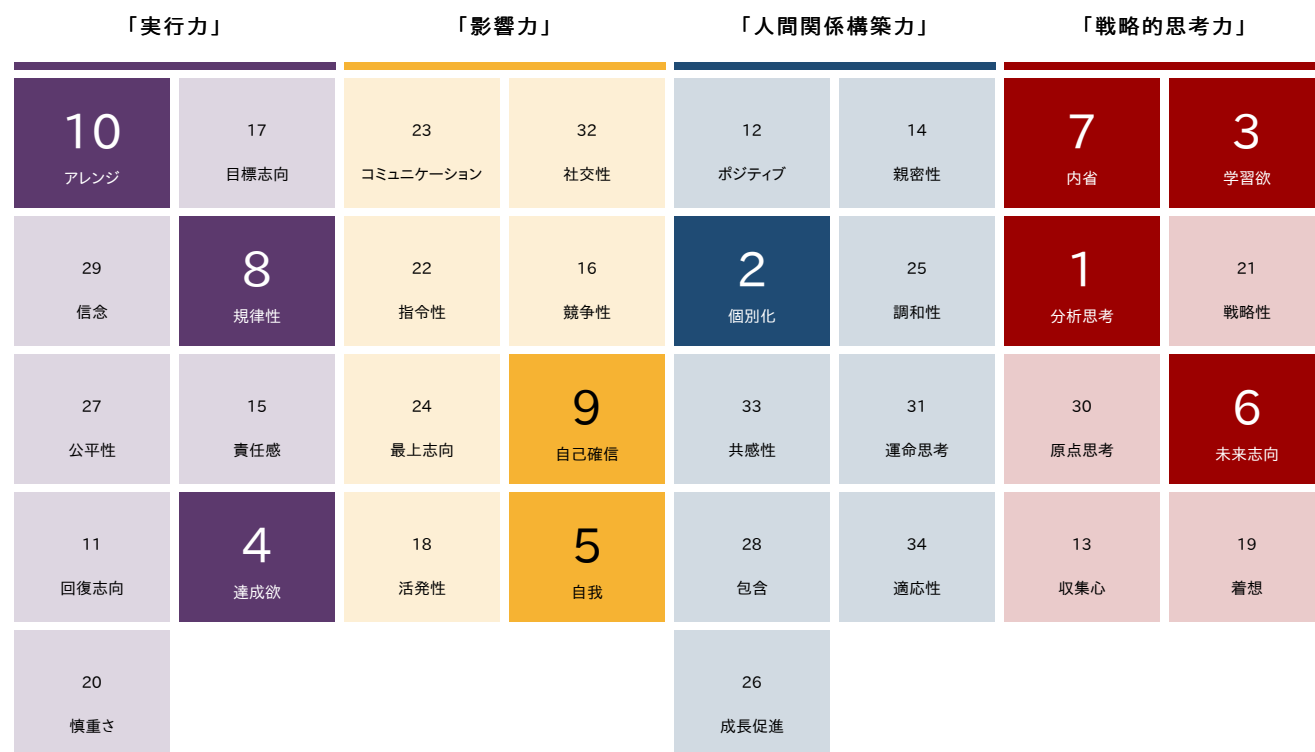 「実行力」
「影響力」
「人間関係構築力」
「戦略的思考力」
10
アレンジ
17
目標志向
23
コミュニケーション
32
社交性
12
ポジティブ
14
親密性
7
内省
3
学習欲
29
信念
8
規律性
22
指令性
16
競争性
2
個別化
25
調和性
1
分析思考
21
戦略性
27
公平性
15
責任感
24
最上志向
9
自己確信
33
共感性
31
運命思考
30
原点思考
6
未来志向
11
回復志向
4
達成欲
18
活発性
5
自我
28
包含
34
適応性
13
収集心
19
着想
20
慎重さ
26
成長促進